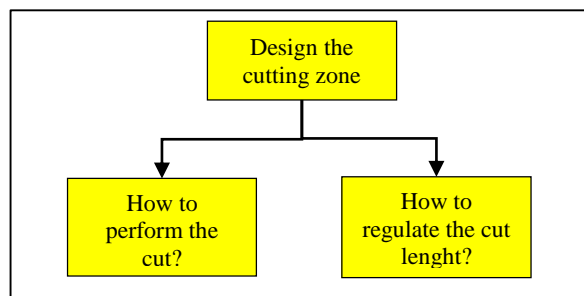 Design the
cutting zone
How to
perform the
cut?
How to
regulate the cut
lenght?